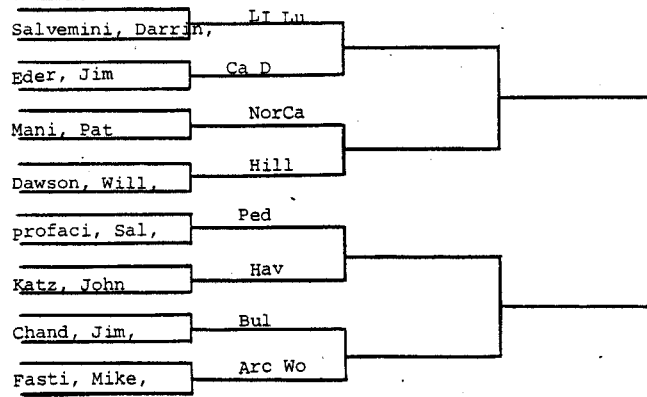 Salvemini, Darrin, LI Lu
Eder, Jim Ca D
Mani, Pat NorCa
Dawson, Will, Hill
profaci, Sal, Ped
Katz, John Hav
Chand, Jim, Bul
Fasti, Mike, Arc Wo